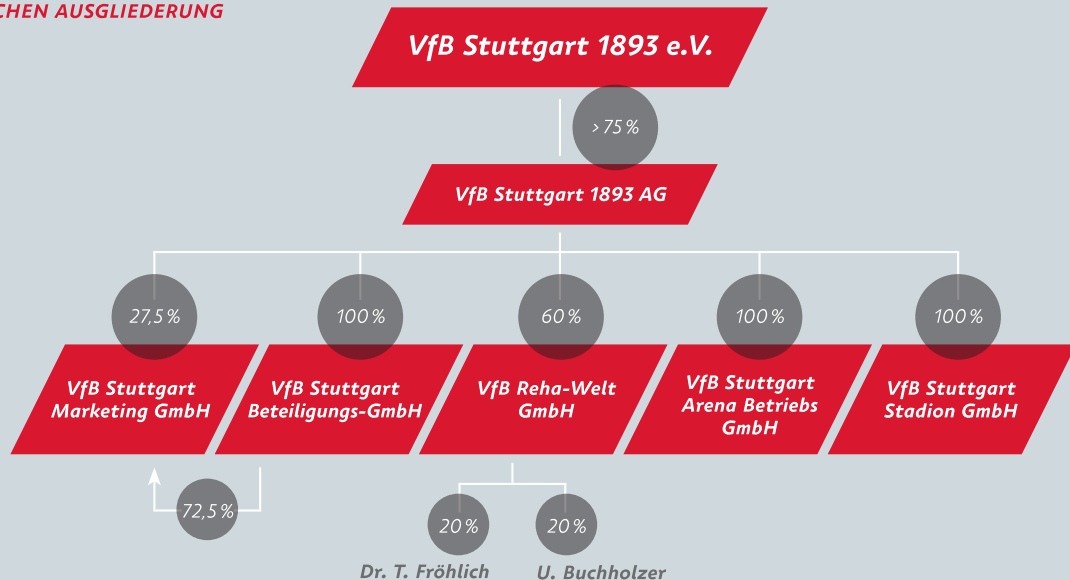 AUSGLIEDERUNG
VfB Stuttgart 1893 e.V.
> 75 %
VfB Stuttgart 1893 AG
27,5 %
100 %
60 %
100 %
100 %
VfB Stuttgart
Marketing GmbH
VfB Stuttgart
Beteiligungs-GmbH
VfB Reha-Welt
GmbH
VfB Stuttgart
Arena Betriebs
GmbH
VfB Stuttgart
Stadion GmbH
72,5 %
20 %
20 %
Dr. T. Fröhlich
U. Buchholzer